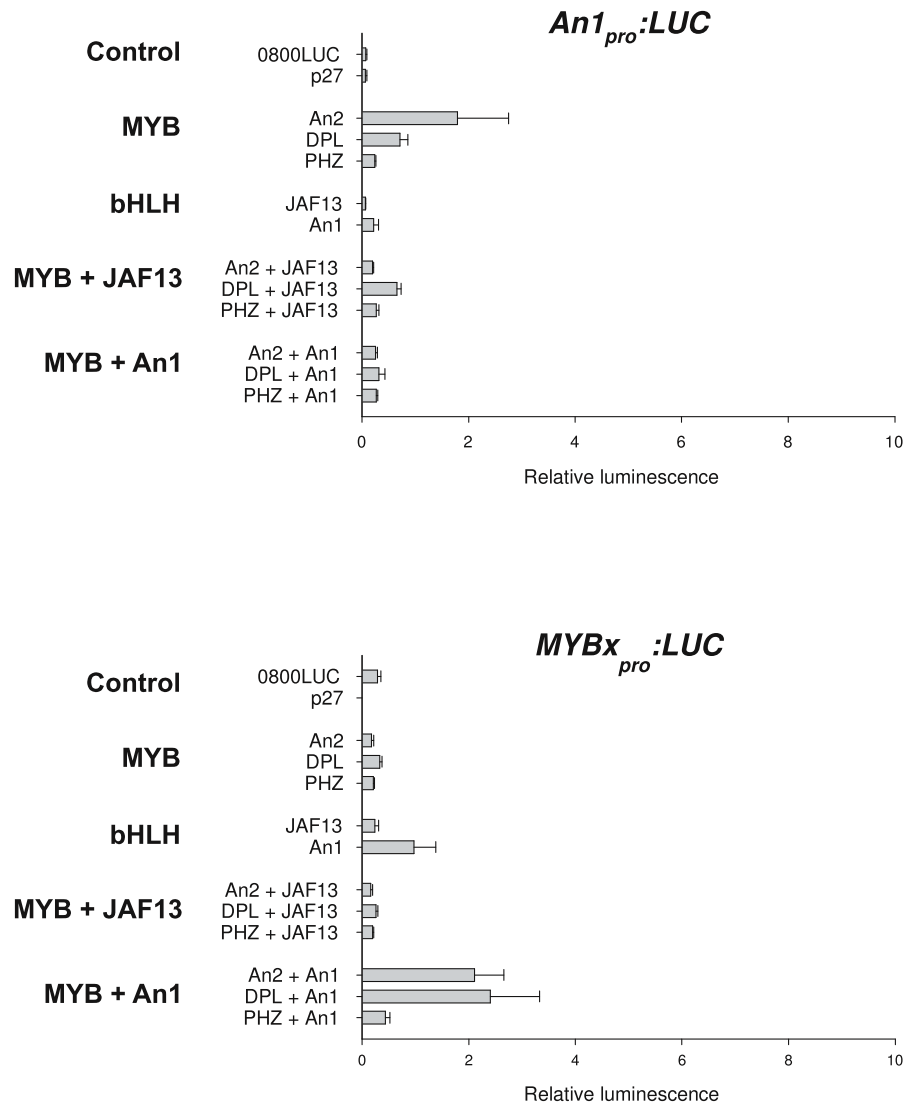 An1pro:LUC
Control
0800LUC
p27
MYB
An2
DPL
PHZ
bHLH
JAF13
An1
MYB + JAF13
An2 + JAF13
DPL + JAF13
PHZ + JAF13
MYB + An1
An2 + An1
DPL + An1
PHZ + An1
0 2 4 6 8 10
Relative luminescence
MYBxpro:LUC
Control
0800LUC
p27
MYB
An2
DPL
PHZ
bHLH
JAF13
An1
MYB + JAF13
An2 + JAF13
DPL + JAF13
PHZ + JAF13
MYB + An1
An2 + An1
DPL + An1
PHZ + An1
0 2 4 6 8 10
Relative luminescence